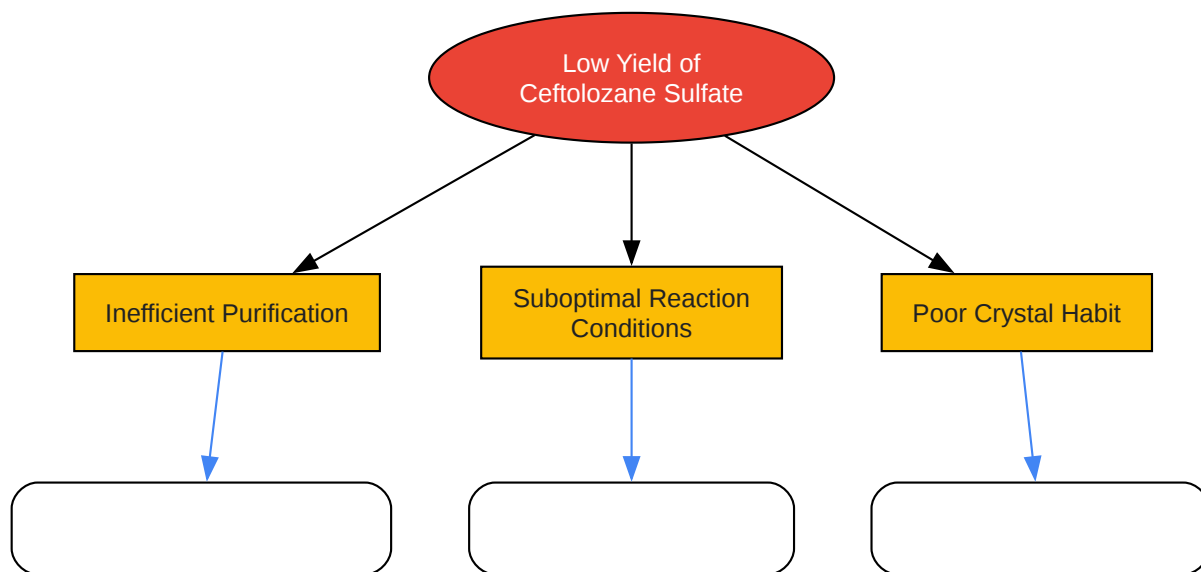 Low Yield of
Ceftolozane Sulfate
Inefficient Purification
Suboptimal Reaction
Conditions
Poor Crystal Habit